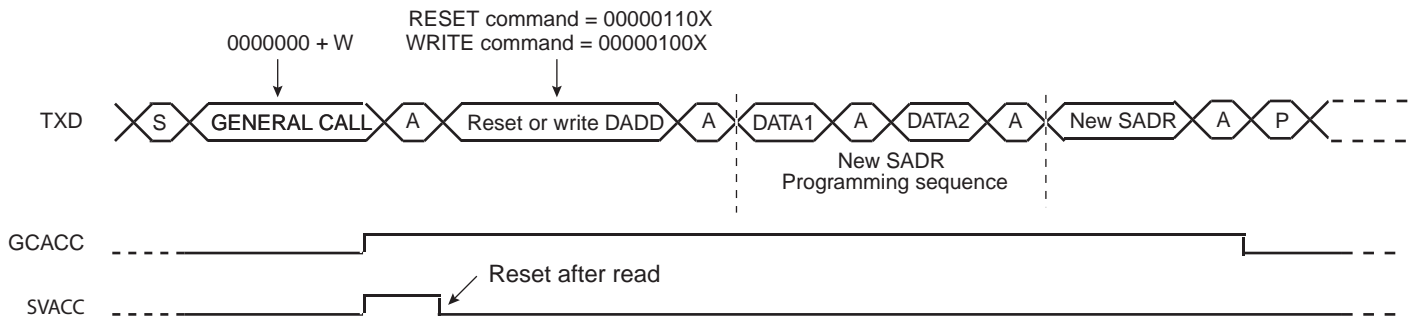 RESET command = 00000110X
0000000 + W
WRITE command = 00000100X
TXD
S
GENERAL CALL
A
Reset or write DADD
A
DATA1
A
DATA2
A
New SADR
A
P
New SADR
Programming sequence
GCACC
Reset after read
SVACC